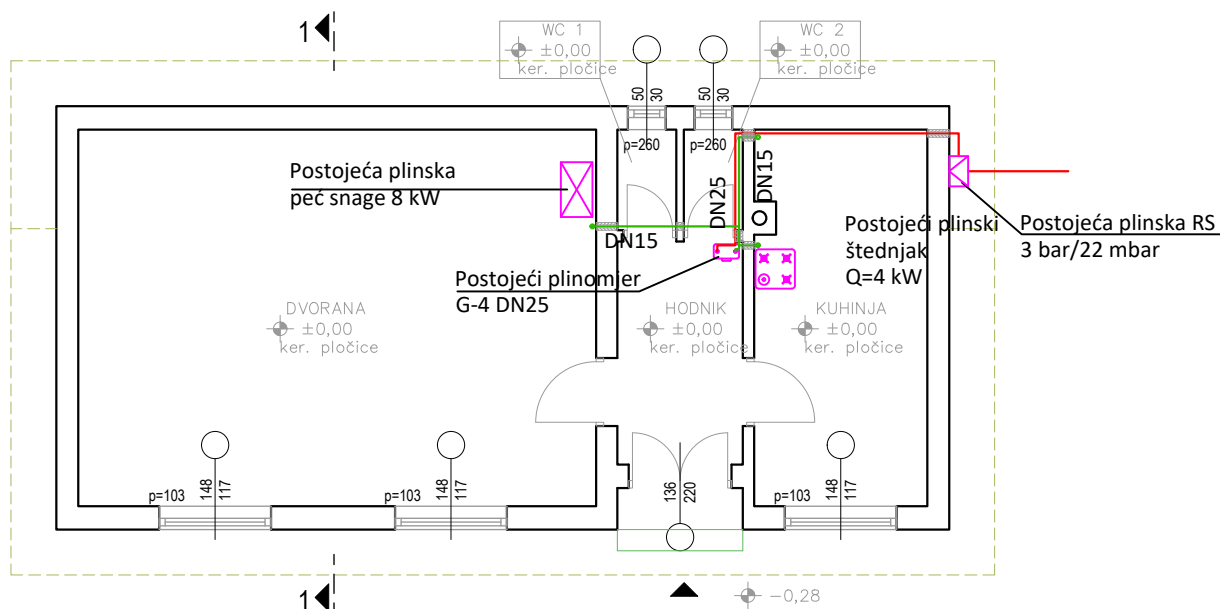 1
WC 1
±0,00
ker. pločice
WC 2
±0,00
ker. pločice
50
30
50
30
p=260
p=260
Postojeća plinska
peć snage 8 kW
DN25
DN15
DN15
Postojeći plinomjer
G-4 DN25
Postojeći plinski
štednjak
Q=4 kW
Postojeća plinska RS
3 bar/22 mbar
DVORANA
±0,00
ker. pločice
HODNIK
±0,00
ker. pločice
KUHINJA
±0,00
ker. pločice
p=103
148
117
p=103
148
117
136
220
p=103
148
117
1
-0,28